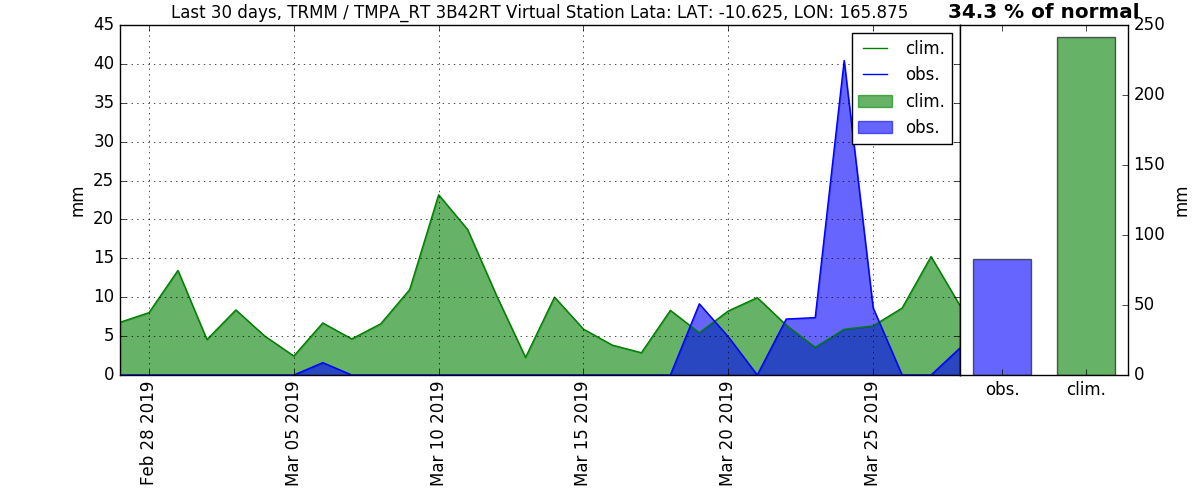 Last 30 days, TRMM / TMPA_RT 3B42RT Virtual Station Lata: LAT: -10.625, LON: 165.875
34.3 % of normal
45
40
35
30
25
20
15
10
5
0
mm
clim.
obs.
clim.
obs.
Feb 28 2019
Mar 05 2019
Mar 10 2019
Mar 15 2019
Mar 20 2019
Mar 25 2019
250
200
150
100
50
0
mm
obs.
clim.